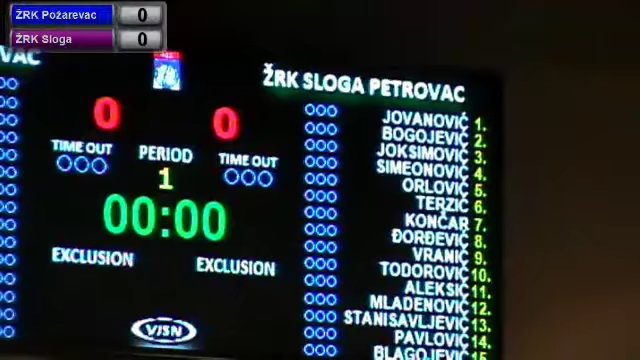 ŽRK Požarevac 0
ŽRK Sloga 0
VAC
ŽRK SLOGA PETROVAC
0 0
TIME OUT PERIOD TIME OUT
1
00:00
EXCLUSION EXCLUSION
VISN
JOVANOVIĆ 1.
BOGOJEVIĆ 2.
JOKSIMOVIĆ 3.
SIMEONOVIĆ 4.
ORLOVIĆ 5.
TERZIĆ 6.
KONČAR 7.
ĐORĐEVIĆ 8.
VRANIĆ 9.
TODOROVIĆ 10.
ALEKSIĆ 11.
MLAĐENOVIĆ 12.
STANISAVLJEVIĆ 13.
PAVLOVIĆ 14.
BLAGOJEVIĆ 15.